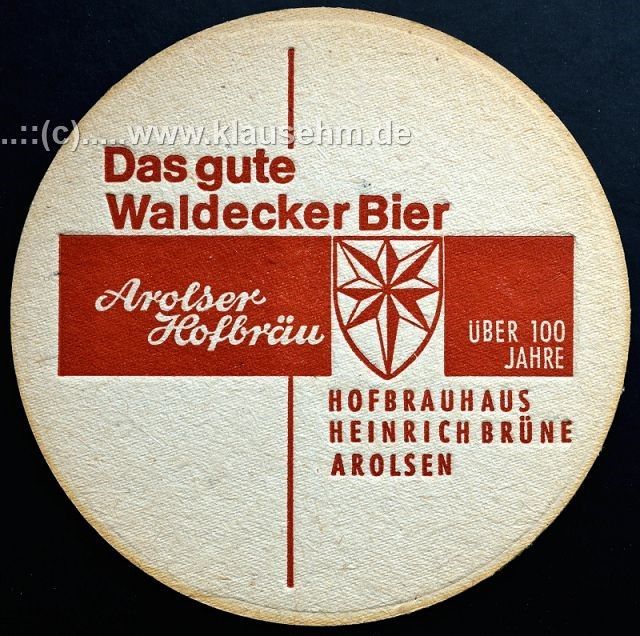 ..::(c).....www.klausehm.de
Das gute
Waldecker Bier
Arolser
Hofbräu
ÜBER 100
JAHRE
HOFBRAUHAUS
HEINRICH BRÜNE
AROLSEN